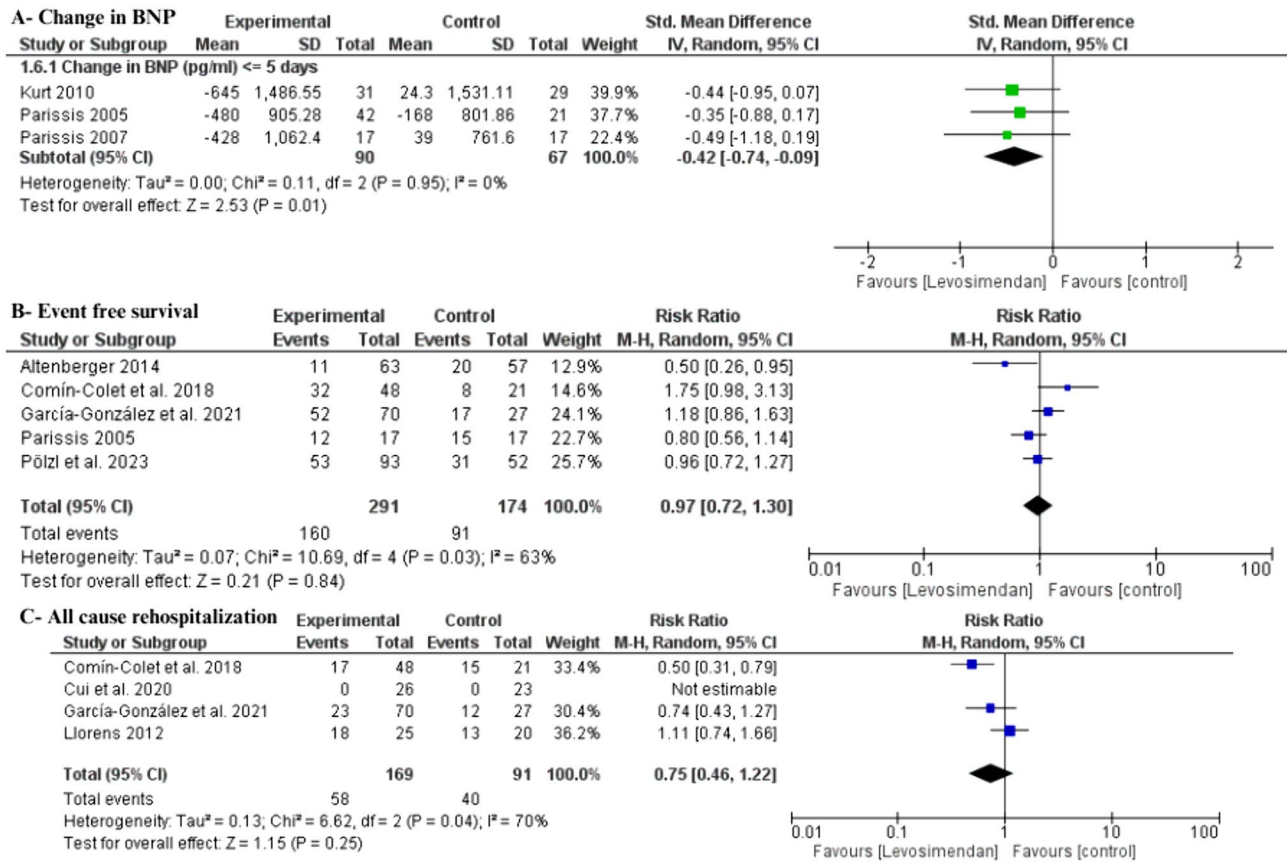 A- Change in BNP
Experimental Control Std. Mean Difference Std. Mean Difference
Study or Subgroup Mean SD Total Mean SD Total Weight IV, Random, 95% CI IV, Random, 95% CI
1.6.1 Change in BNP (pg/ml) <= 5 days
Kurt 2010 -645 1,486.55 31 24.3 1,531.11 29 39.9% -0.44 [-0.95, 0.07]
Parissis 2005 -480 905.28 42 -168 801.86 21 37.7% -0.35 [-0.88, 0.17]
Parissis 2007 -428 1,062.4 17 39 761.6 17 22.4% -0.49 [-1.18, 0.19]
Subtotal (95% CI) 90 67 100.0% -0.42 [-0.74, -0.09]
Heterogeneity: Tau² = 0.00; Chi² = 0.11, df = 2 (P = 0.95); I² = 0%
Test for overall effect: Z = 2.53 (P = 0.01)
-2 -1 0 1 2
Favours [Levosimendan] Favours [control]
B- Event free survival
Experimental Control Risk Ratio Risk Ratio
Study or Subgroup Events Total Events Total Weight M-H, Random, 95% CI M-H, Random, 95% CI
Altenberger 2014 11 63 20 57 12.9% 0.50 [0.26, 0.95]
Comín-Colet et al. 2018 32 48 8 21 14.6% 1.75 [0.98, 3.13]
García-González et al. 2021 52 70 17 27 24.1% 1.18 [0.86, 1.63]
Parissis 2005 12 17 15 17 22.7% 0.80 [0.56, 1.14]
Pölzl et al. 2023 53 93 31 52 25.7% 0.96 [0.72, 1.27]
Total (95% CI) 291 174 100.0% 0.97 [0.72, 1.30]
Total events 160 91
Heterogeneity: Tau² = 0.07; Chi² = 10.69, df = 4 (P = 0.03); I² = 63%
Test for overall effect: Z = 0.21 (P = 0.84)
0.01 0.1 1 10 100
Favours [Levosimendan] Favours [control]
C- All cause rehospitalization
Experimental Control Risk Ratio Risk Ratio
Study or Subgroup Events Total Events Total Weight M-H, Random, 95% CI M-H, Random, 95% CI
Comín-Colet et al. 2018 17 48 15 21 33.4% 0.50 [0.31, 0.79]
Cui et al. 2020 0 26 0 23 Not estimable
García-González et al. 2021 23 70 12 27 30.4% 0.74 [0.43, 1.27]
Llorens 2012 18 25 13 20 36.2% 1.11 [0.74, 1.66]
Total (95% CI) 169 91 100.0% 0.75 [0.46, 1.22]
Total events 58 40
Heterogeneity: Tau² = 0.13; Chi² = 6.62, df = 2 (P = 0.04); I² = 70%
Test for overall effect: Z = 1.15 (P = 0.25)
0.01 0.1 1 10 100
Favours [Levosimendan] Favours [control]